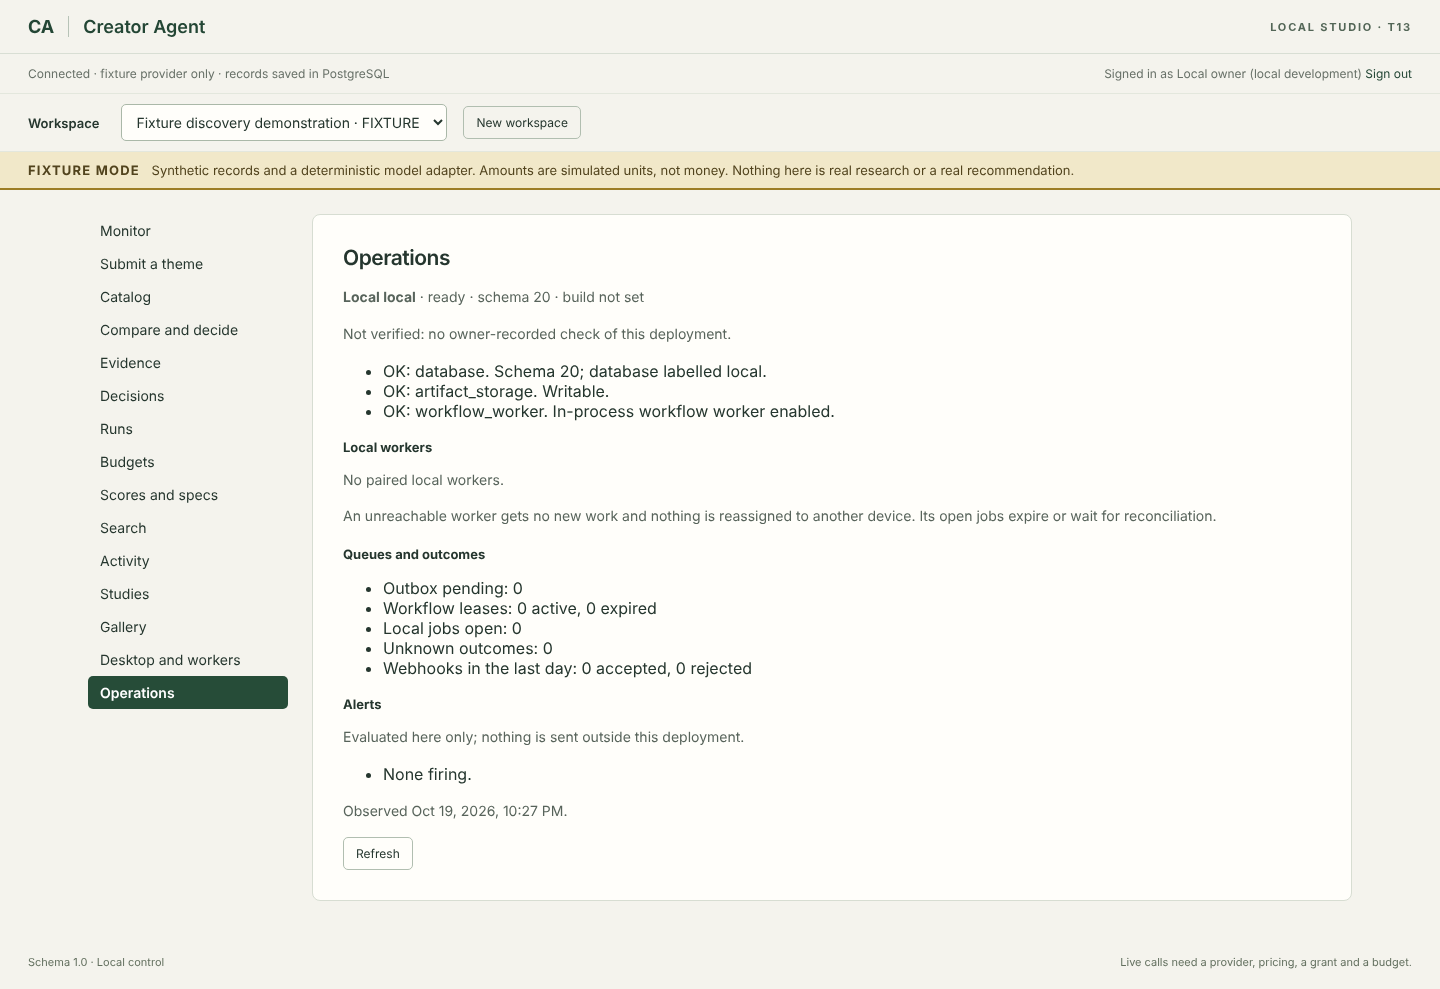 CA Creator Agent
LOCAL STUDIO · T13
Connected · fixture provider only · records saved in PostgreSQL
Signed in as Local owner (local development) Sign out
Workspace
Fixture discovery demonstration · FIXTURE
New workspace
FIXTURE MODE Synthetic records and a deterministic model adapter. Amounts are simulated units, not money. Nothing here is real research or a real recommendation.
Monitor
Submit a theme
Catalog
Compare and decide
Evidence
Decisions
Runs
Budgets
Scores and specs
Search
Activity
Studies
Gallery
Desktop and workers
Operations
Operations
Local local · ready · schema 20 · build not set
Not verified: no owner-recorded check of this deployment.
• OK: database. Schema 20; database labelled local.
• OK: artifact_storage. Writable.
• OK: workflow_worker. In-process workflow worker enabled.
Local workers
No paired local workers.
An unreachable worker gets no new work and nothing is reassigned to another device. Its open jobs expire or wait for reconciliation.
Queues and outcomes
• Outbox pending: 0
• Workflow leases: 0 active, 0 expired
• Local jobs open: 0
• Unknown outcomes: 0
• Webhooks in the last day: 0 accepted, 0 rejected
Alerts
Evaluated here only; nothing is sent outside this deployment.
• None firing.
Observed Oct 19, 2026, 10:27 PM.
Refresh
Schema 1.0 · Local control
Live calls need a provider, pricing, a grant and a budget.